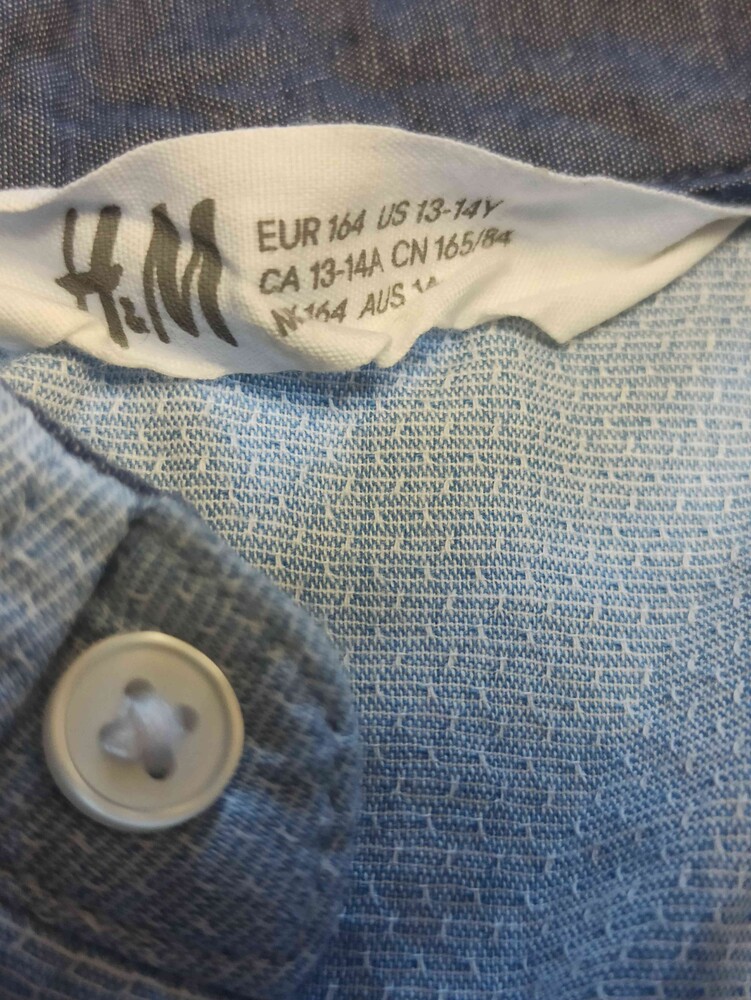 H&M
EUR 164 US 13-14Y
CA 13-14A CN 165/84
164 AUS